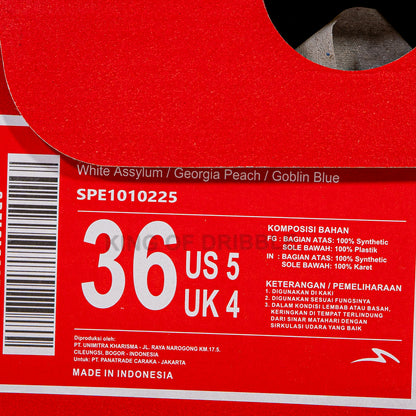 White Assylum / Georgia Peach / Goblin Blue
SPE1010225
36
US 5
UK 4
KING OF DRIBBLE
KOMPOSISI BAHAN
FG : BAGIAN ATAS: 100% Synthetic
SOLE BAWAH: 100% Plastik
IN : BAGIAN ATAS: 100% Synthetic
SOLE BAWAH: 100% Karet
KETERANGAN / PEMELIHARAAN
1. DIGUNAKAN DI KAKI
2. DIGUNAKAN SESUAI FUNGSINYA
3. DALAM KONDISI LEMBAB ATAU BASAH,
KERINGKAN DI TEMPAT TERLINDUNG
DARI SINAR MATAHARI DENGAN
SIRKULASI UDARA YANG BAIK
Diproduksi oleh:
PT. UNIMITRA KHARISMA - JL. RAYA NAROGONG KM.17.5.
CILEUNGSI, BOGOR - INDONESIA
Untuk: PT. PANATRADE CARAKA - JAKARTA
MADE IN INDONESIA